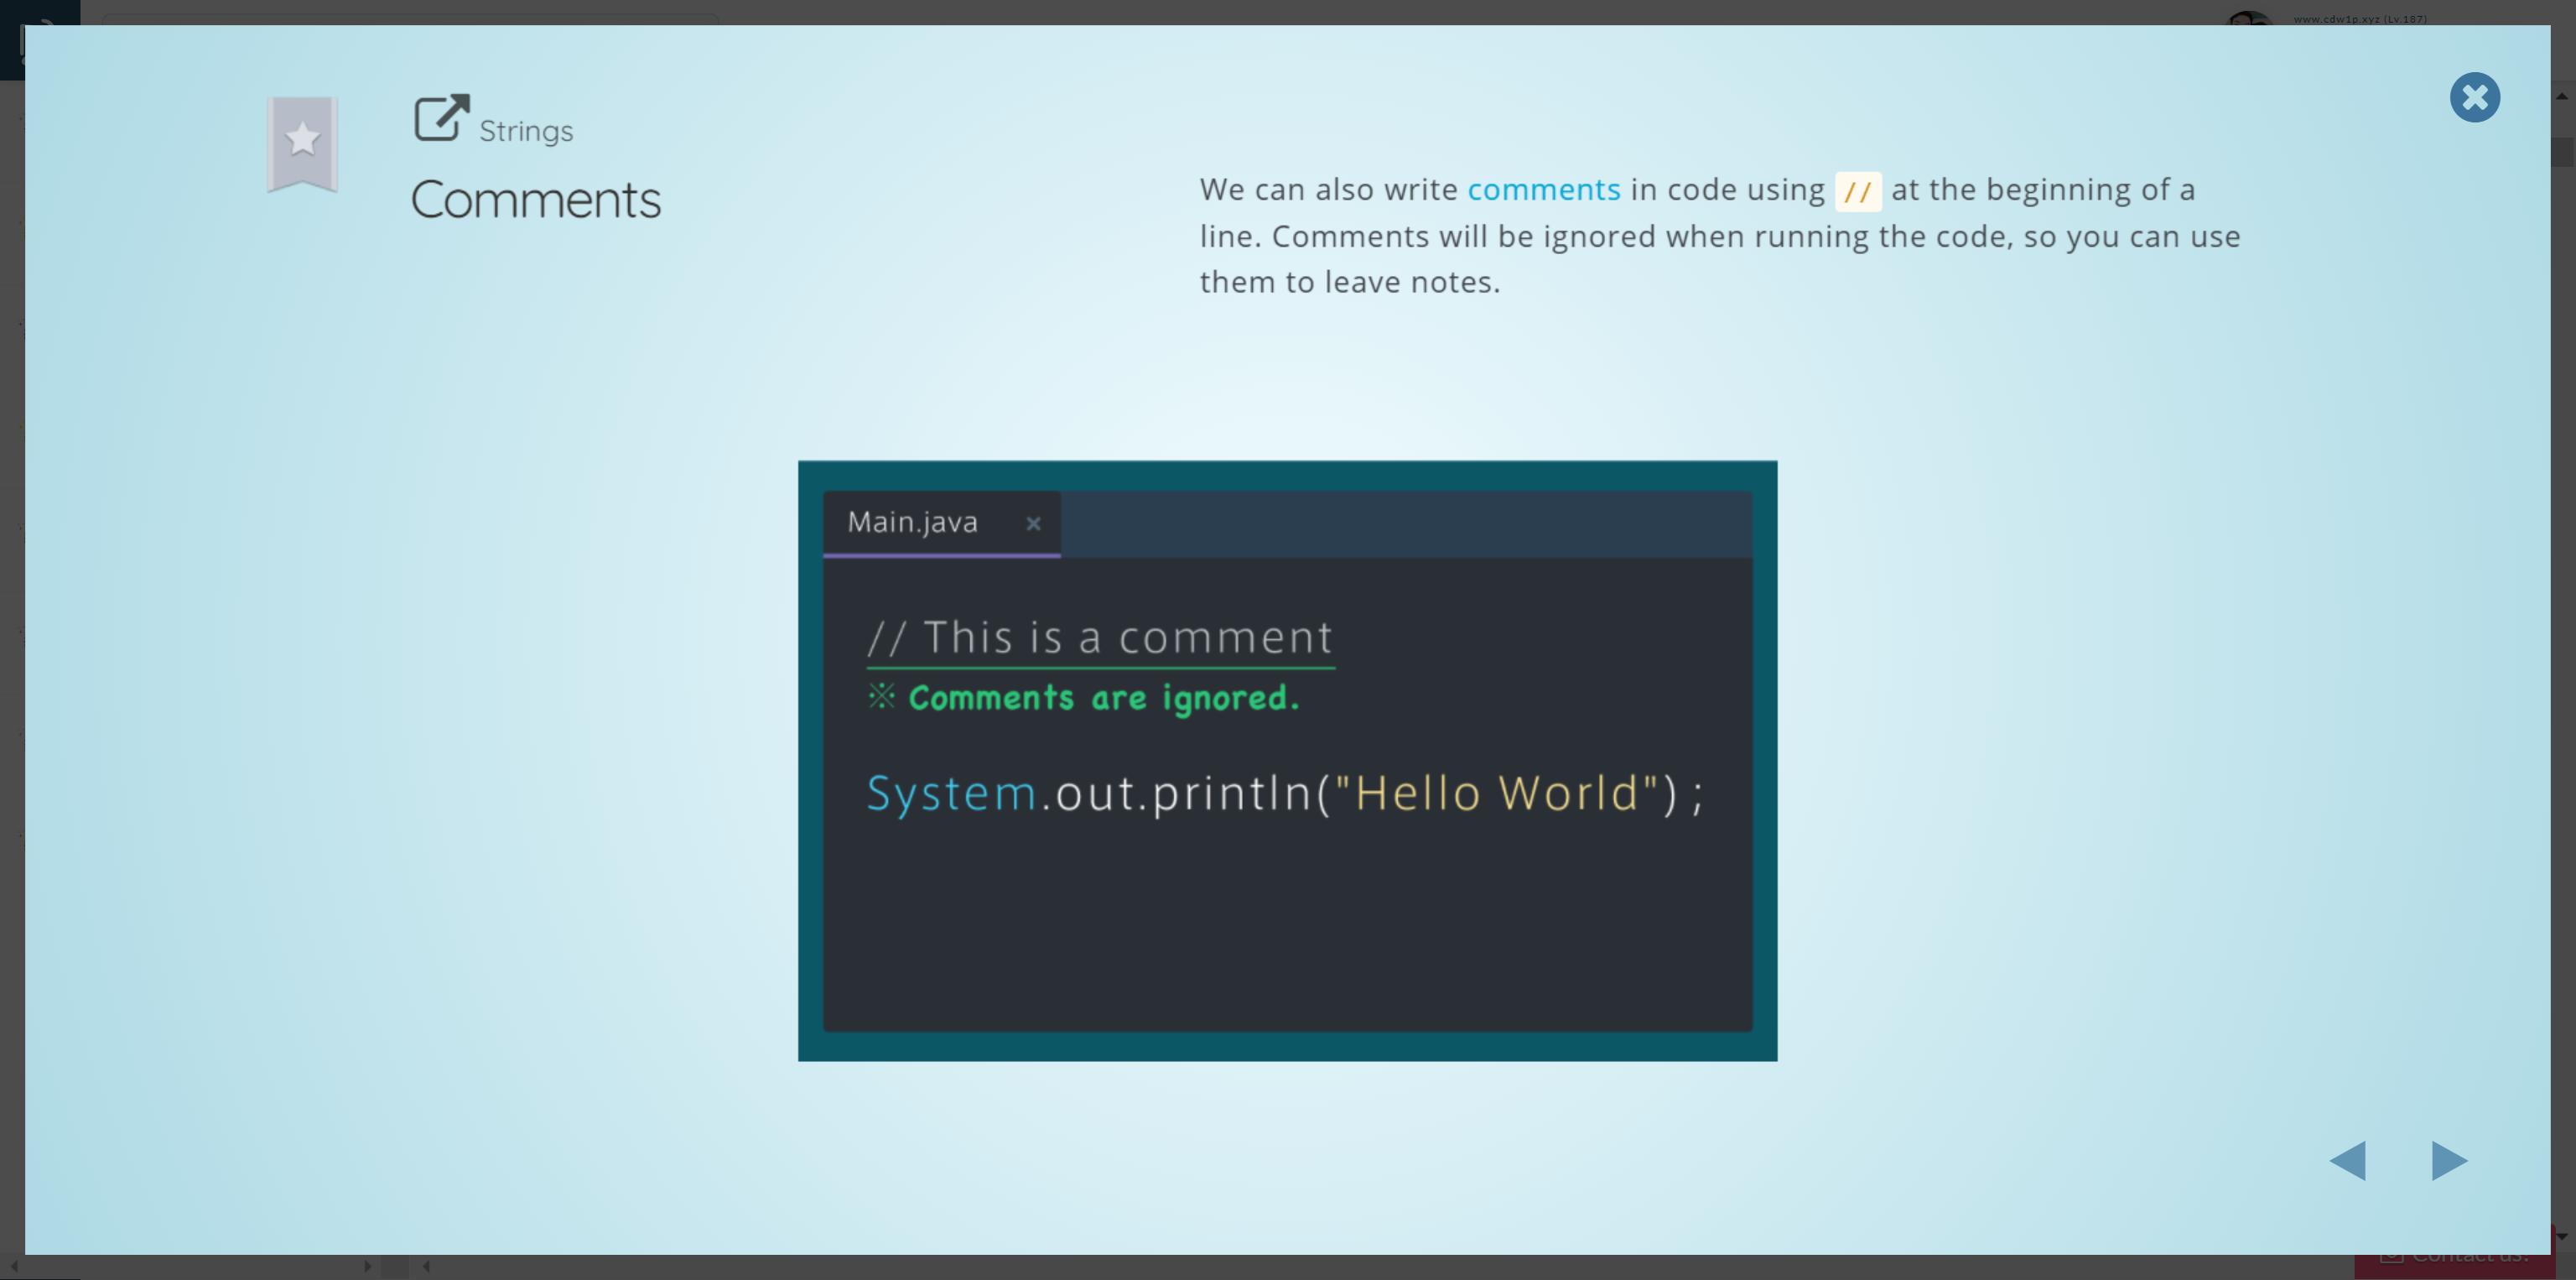 www.cdw1p.xyz (Lv.187)
Strings
Comments
We can also write comments in code using // at the beginning of a
line. Comments will be ignored when running the code, so you can use
them to leave notes.
Main.java ×
// This is a comment
※ Comments are ignored.
System.out.println("Hello World");
Contact us!